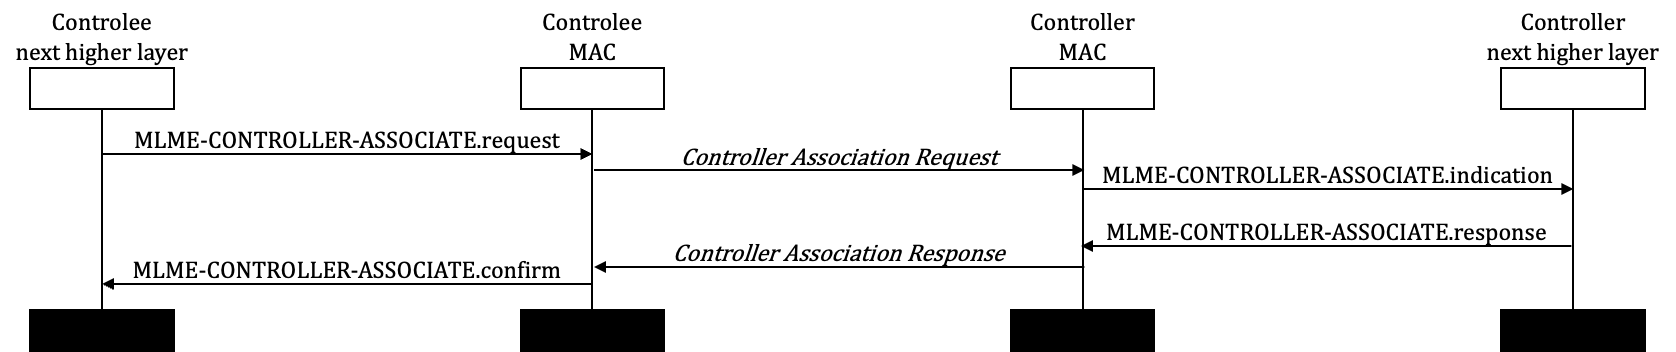 Controlee
next higher layer
Controlee
MAC
Controller
MAC
Controller
next higher layer
MLME-CONTROLLER-ASSOCIATE.request
Controller Association Request
MLME-CONTROLLER-ASSOCIATE.indication
MLME-CONTROLLER-ASSOCIATE.response
Controller Association Response
MLME-CONTROLLER-ASSOCIATE.confirm